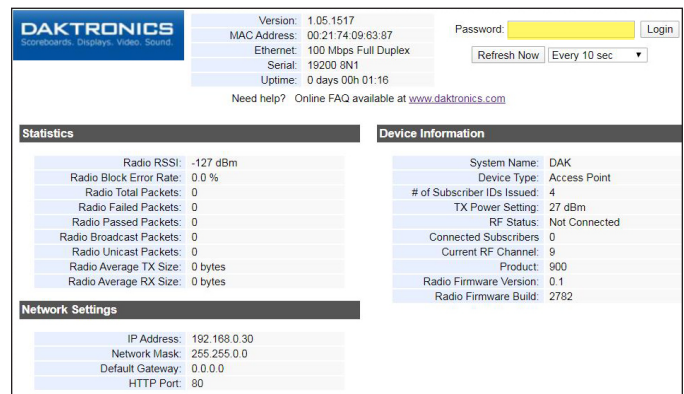 DAKTRONICS
Scoreboards. Displays. Video. Sound.
Version: 1.05.1517
MAC Address: 00:21:74:09:63:87
Ethernet: 100 Mbps Full Duplex
Serial: 19200 8N1
Uptime: 0 days 00h 01:16
Password: Login
Refresh Now Every 10 sec
Need help? Online FAQ available at www.daktronics.com
Statistics
Radio RSSI: -127 dBm
Radio Block Error Rate: 0.0 %
Radio Total Packets: 0
Radio Failed Packets: 0
Radio Passed Packets: 0
Radio Broadcast Packets: 0
Radio Unicast Packets: 0
Radio Average TX Size: 0 bytes
Radio Average RX Size: 0 bytes
Network Settings
IP Address: 192.168.0.30
Network Mask: 255.255.0.0
Default Gateway: 0.0.0.0
HTTP Port: 80
Device Information
System Name: DAK
Device Type: Access Point
# of Subscriber IDs Issued: 4
TX Power Setting: 27 dBm
RF Status: Not Connected
Connected Subscribers 0
Current RF Channel: 9
Product: 900
Radio Firmware Version: 0.1
Radio Firmware Build: 2782